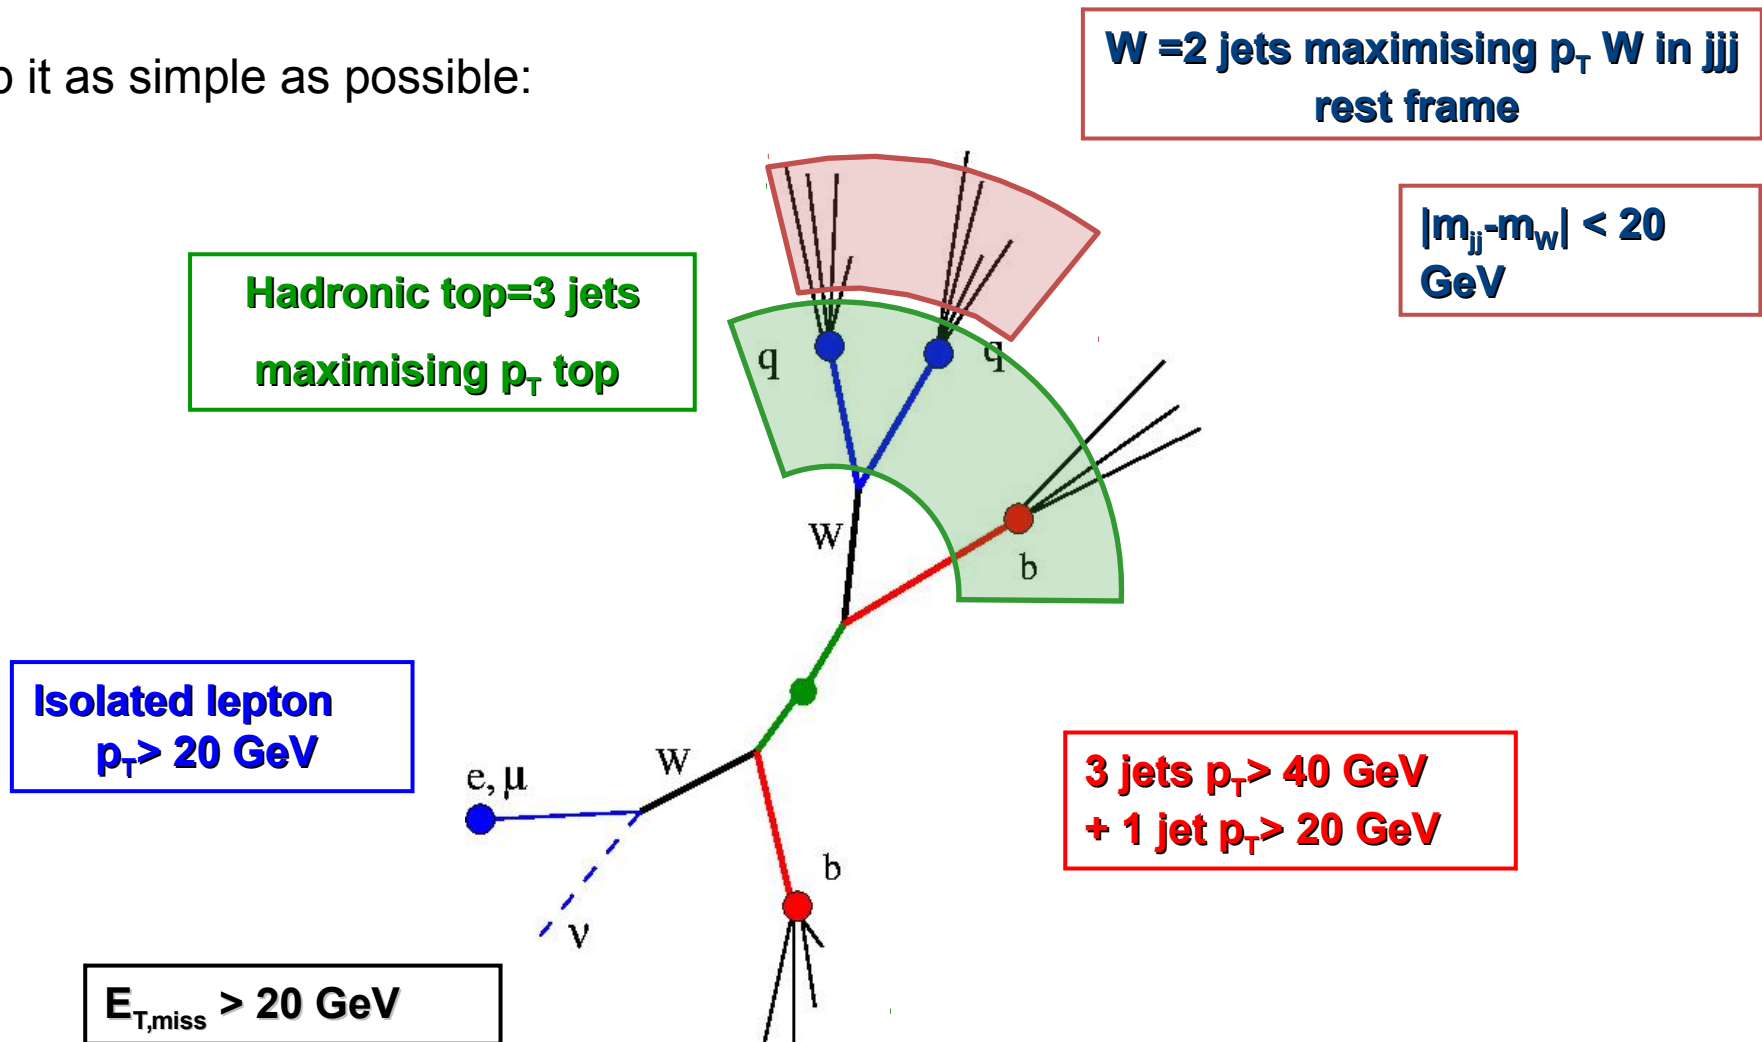 it as simple as possible:
W =2 jets maximising pT W in jjj
rest frame
|mjj-mW| < 20
GeV
Hadronic top=3 jets
maximising pT top
q
q
W
b
Isolated lepton
pT> 20 GeV
W
e, μ
3 jets pT> 40 GeV
+ 1 jet pT> 20 GeV
b
ν
ET,miss > 20 GeV